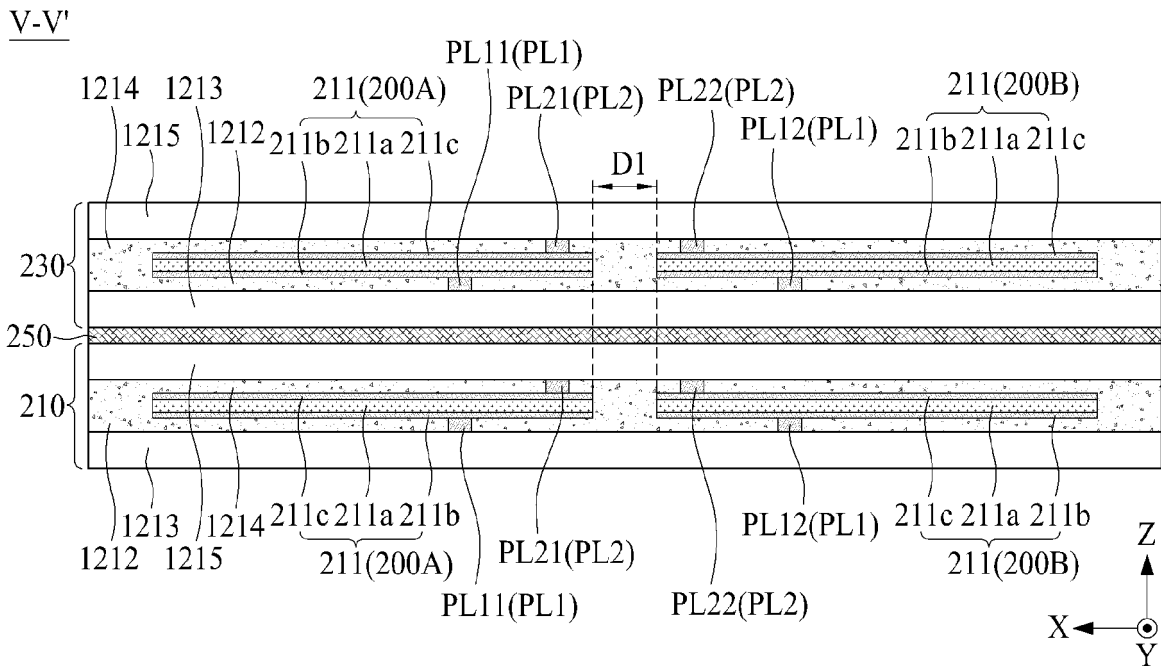 V-V'
PL11(PL1)
1214 1213 211(200A) PL21(PL2) PL22(PL2) 211(200B)
1215 1212 211b 211a 211c PL12(PL1) 211b 211a 211c
D1
230
250
210
1213 1214 211c 211a 211b PL12(PL1) 211c 211a 211b
1212 1215 211(200A) PL21(PL2) 211(200B)
PL11(PL1) PL22(PL2)
Z
X
Y